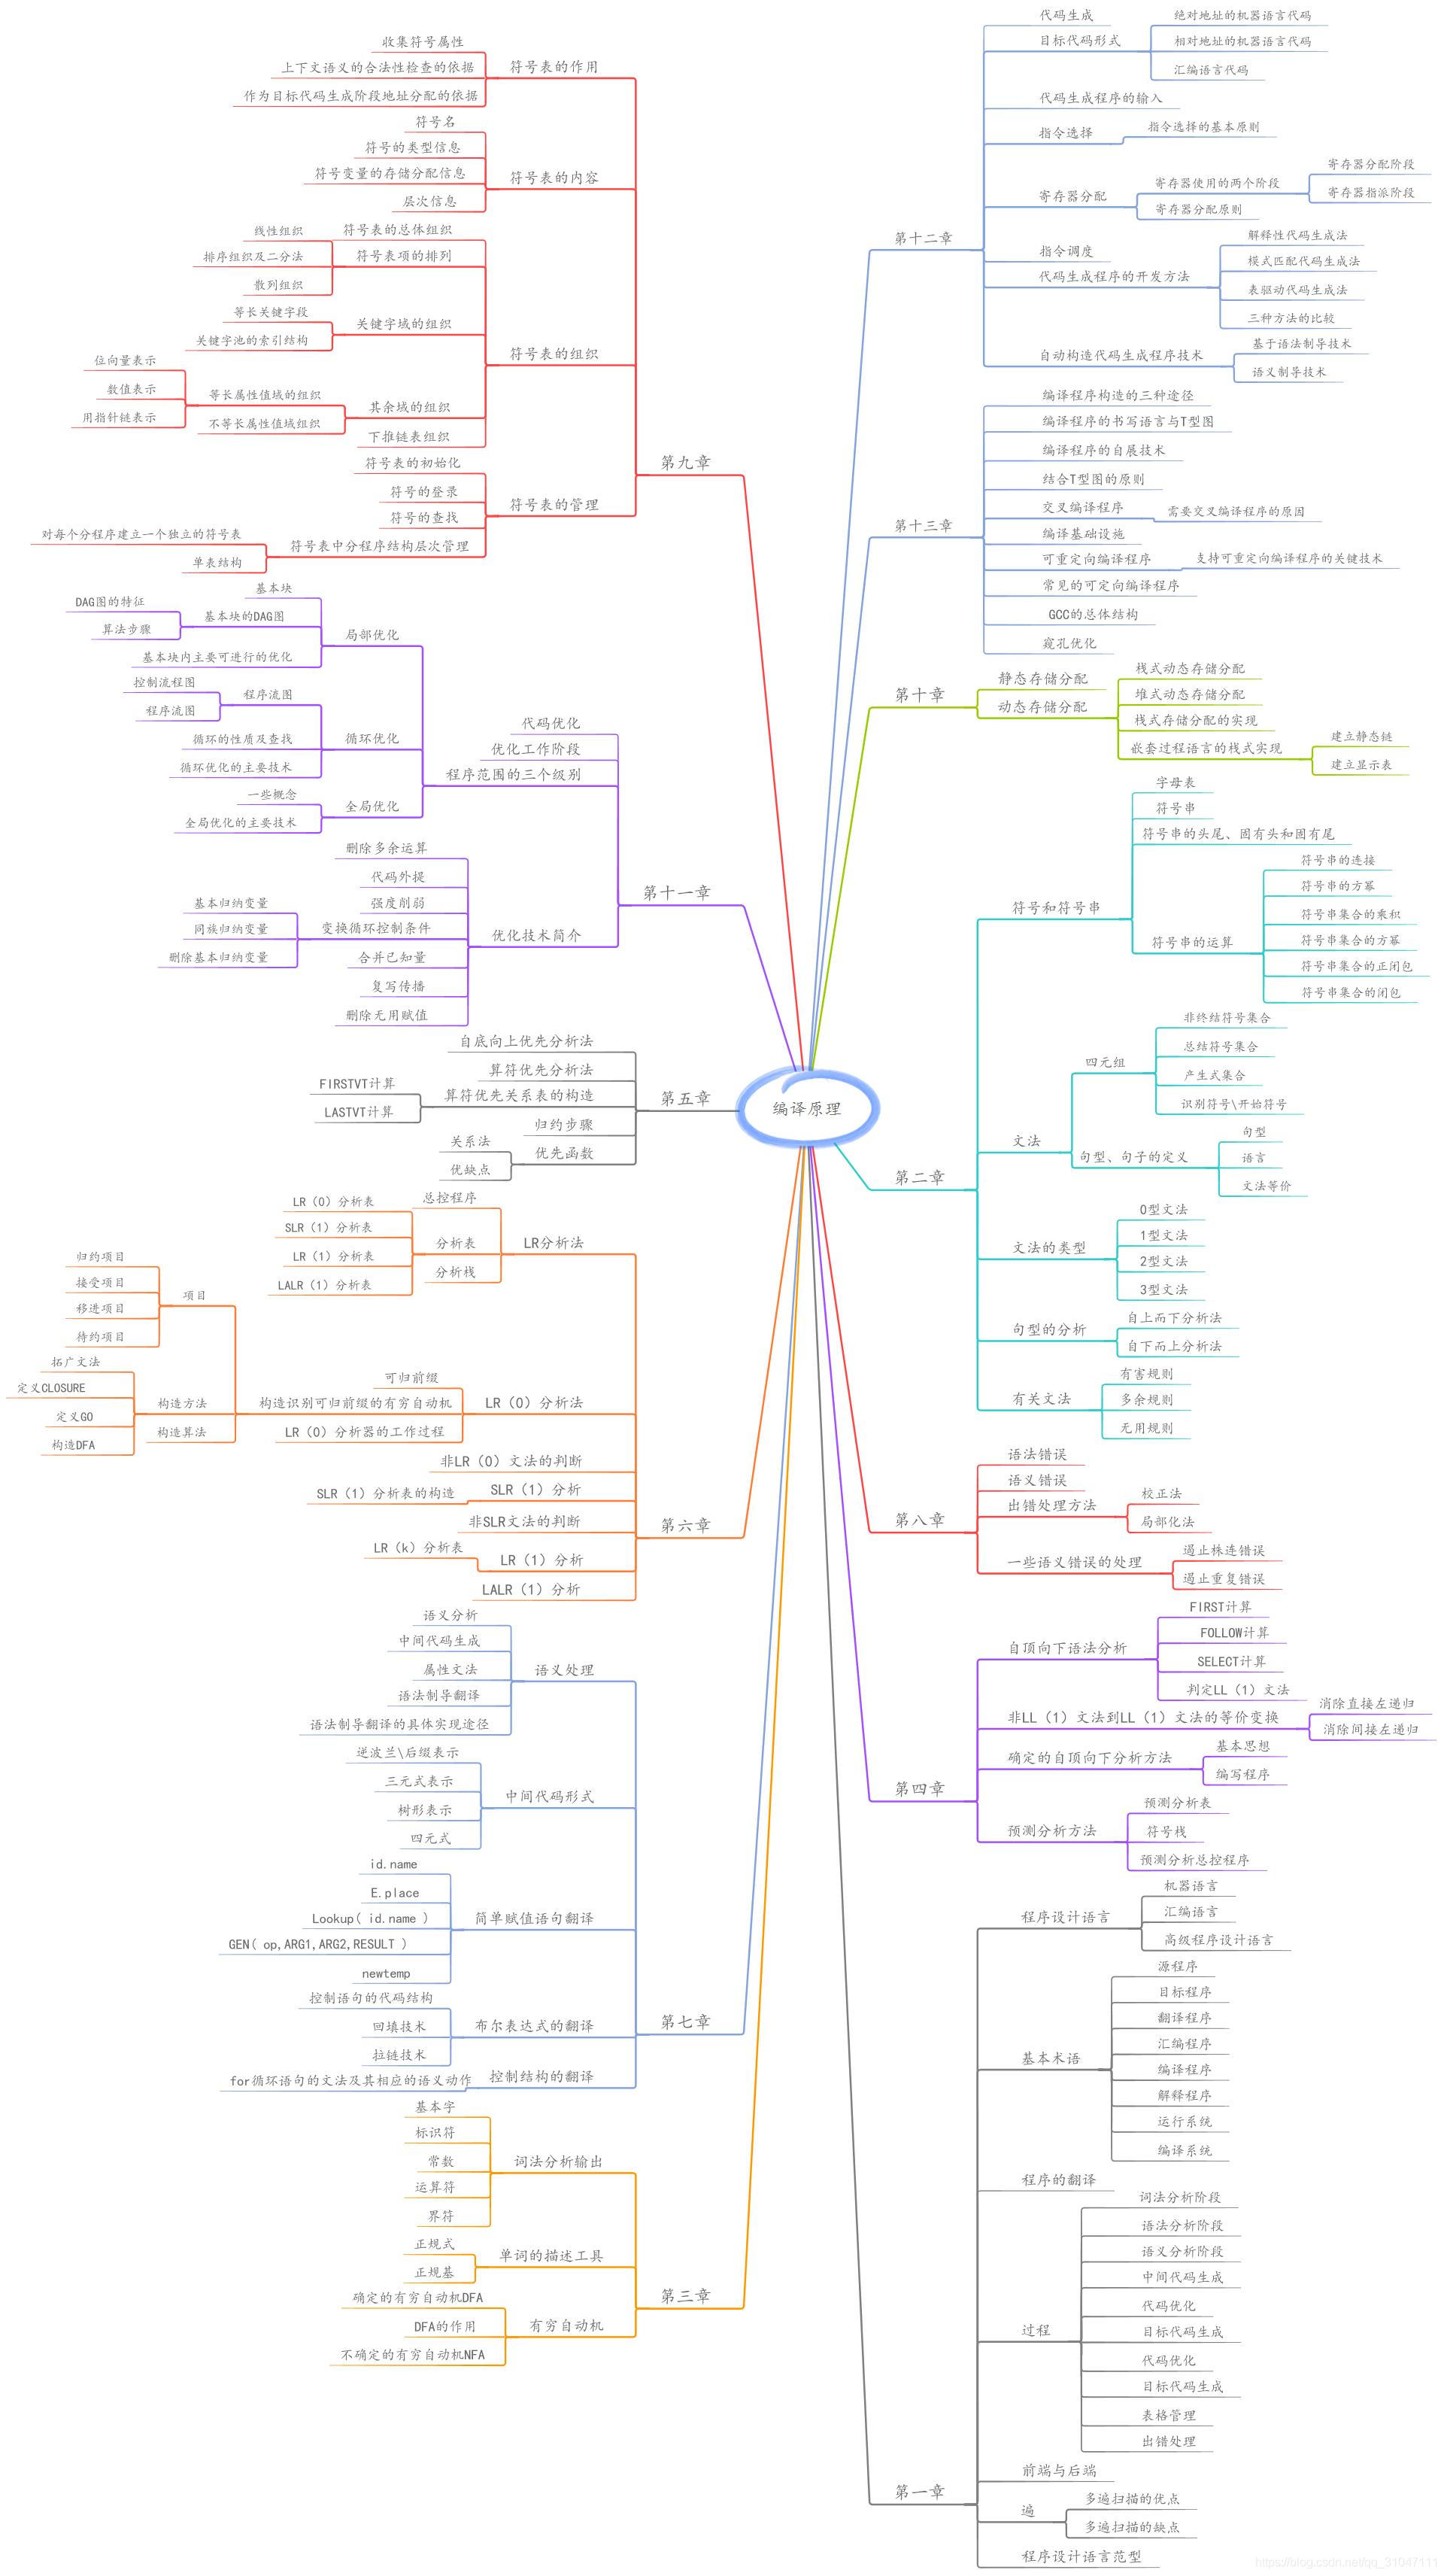 编译原理
第九章
符号表的作用
收集符号属性
上下文语义的合法性检查的依据
作为目标代码生成阶段地址分配的依据
符号表的内容
符号名
符号的类型信息
符号变量的存储分配信息
层次信息
符号表的组织
符号表的总体组织
符号表项的排列
线性组织
排序组织及二分法
散列组织
关键字域的组织
等长关键字段
关键字池的索引结构
其余域的组织
等长属性值域的组织
位向量表示
数值表示
用指针链表示
不等长属性值域组织
下推链表组织
符号表的管理
符号表的初始化
符号的登录
符号的查找
符号表中分程序结构层次管理
对每个分程序建立一个独立的符号表
单表结构
第十一章
代码优化
优化工作阶段
程序范围的三个级别
局部优化
基本块
基本块的DAG图
DAG图的特征
算法步骤
基本块内主要可进行的优化
循环优化
程序流图
控制流程图
程序流图
循环的性质及查找
循环优化的主要技术
全局优化
一些概念
全局优化的主要技术
优化技术简介
删除多余运算
代码外提
强度削弱
变换循环控制条件
基本归纳变量
同族归纳变量
删除基本归纳变量
合并已知量
复写传播
删除无用赋值
第五章
自底向上优先分析法
算符优先分析法
算符优先关系表的构造
FIRSTVT计算
LASTVT计算
归约步骤
优先函数
关系法
优缺点
第六章
LR分析法
总控程序
分析表
LR（0）分析表
SLR（1）分析表
LR（1）分析表
LALR（1）分析表
分析栈
LR（0）分析法
可归前缀
构造识别可归前缀的有穷自动机
项目
归约项目
接受项目
移进项目
待约项目
构造方法
拓广文法
定义CLOSURE
定义GO
构造DFA
构造算法
LR（0）分析器的工作过程
非LR（0）文法的判断
SLR（1）分析
SLR（1）分析表的构造
非SLR文法的判断
LR（1）分析
LR（k）分析表
LALR（1）分析
第七章
语义处理
语义分析
中间代码生成
属性文法
语法制导翻译
语法制导翻译的具体实现途径
中间代码形式
逆波兰\后缀表示
三元式表示
树形表示
四元式
简单赋值语句翻译
id.name
E.place
Lookup( id.name )
GEN( op,ARG1,ARG2,RESULT )
newtemp
布尔表达式的翻译
控制语句的代码结构
回填技术
拉链技术
控制结构的翻译
for循环语句的文法及其相应的语义动作
第三章
词法分析输出
基本字
标识符
常数
运算符
界符
单词的描述工具
正规式
正规基
有穷自动机
确定的有穷自动机DFA
DFA的作用
不确定的有穷自动机NFA
第十二章
代码生成
目标代码形式
绝对地址的机器语言代码
相对地址的机器语言代码
汇编语言代码
代码生成程序的输入
指令选择
指令选择的基本原则
寄存器分配
寄存器使用的两个阶段
寄存器分配阶段
寄存器指派阶段
寄存器分配原则
指令调度
代码生成程序的开发方法
解释性代码生成法
模式匹配代码生成法
表驱动代码生成法
三种方法的比较
自动构造代码生成程序技术
基于语法制导技术
语义制导技术
第十三章
编译程序构造的三种途径
编译程序的书写语言与T型图
编译程序的自展技术
结合T型图的原则
交叉编译程序
需要交叉编译程序的原因
编译基础设施
可重定向编译程序
支持可重定向编译程序的关键技术
常见的可定向编译程序
GCC的总体结构
窥孔优化
第十章
静态存储分配
动态存储分配
栈式动态存储分配
堆式动态存储分配
栈式存储分配的实现
嵌套过程语言的栈式实现
建立静态链
建立显示表
第二章
符号和符号串
字母表
符号串
符号串的头尾、固有头和固有尾
符号串的运算
符号串的连接
符号串的方幂
符号串集合的乘积
符号串集合的方幂
符号串集合的正闭包
符号串集合的闭包
文法
四元组
非终结符号集合
总结符号集合
产生式集合
识别符号\开始符号
句型、句子的定义
句型
语言
文法等价
文法的类型
0型文法
1型文法
2型文法
3型文法
句型的分析
自上而下分析法
自下而上分析法
有关文法
有害规则
多余规则
无用规则
第八章
语法错误
语义错误
出错处理方法
校正法
局部化法
一些语义错误的处理
遏止株连错误
遏止重复错误
第四章
自顶向下语法分析
FIRST计算
FOLLOW计算
SELECT计算
判定LL（1）文法
非LL（1）文法到LL（1）文法的等价变换
消除直接左递归
消除间接左递归
确定的自顶向下分析方法
基本思想
编写程序
预测分析方法
预测分析表
符号栈
预测分析总控程序
第一章
程序设计语言
机器语言
汇编语言
高级程序设计语言
基本术语
源程序
目标程序
翻译程序
汇编程序
编译程序
解释程序
运行系统
编译系统
程序的翻译
过程
词法分析阶段
语法分析阶段
语义分析阶段
中间代码生成
代码优化
目标代码生成
代码优化
目标代码生成
表格管理
出错处理
前端与后端
遍
多遍扫描的优点
多遍扫描的缺点
程序设计语言范型
https://blog.csdn.net/qq_31047111